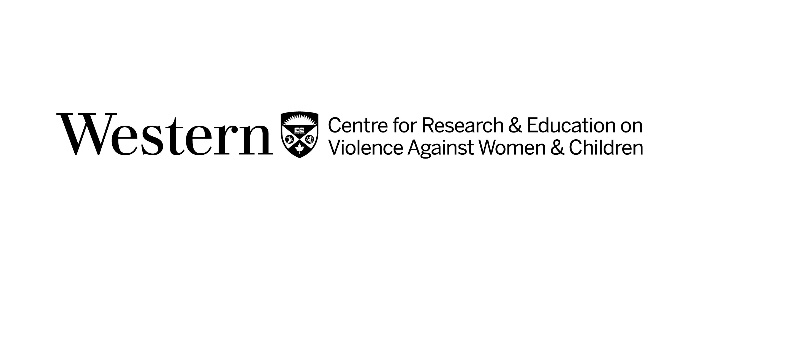 Western
Centre for Research & Education on
Violence Against Women & Children